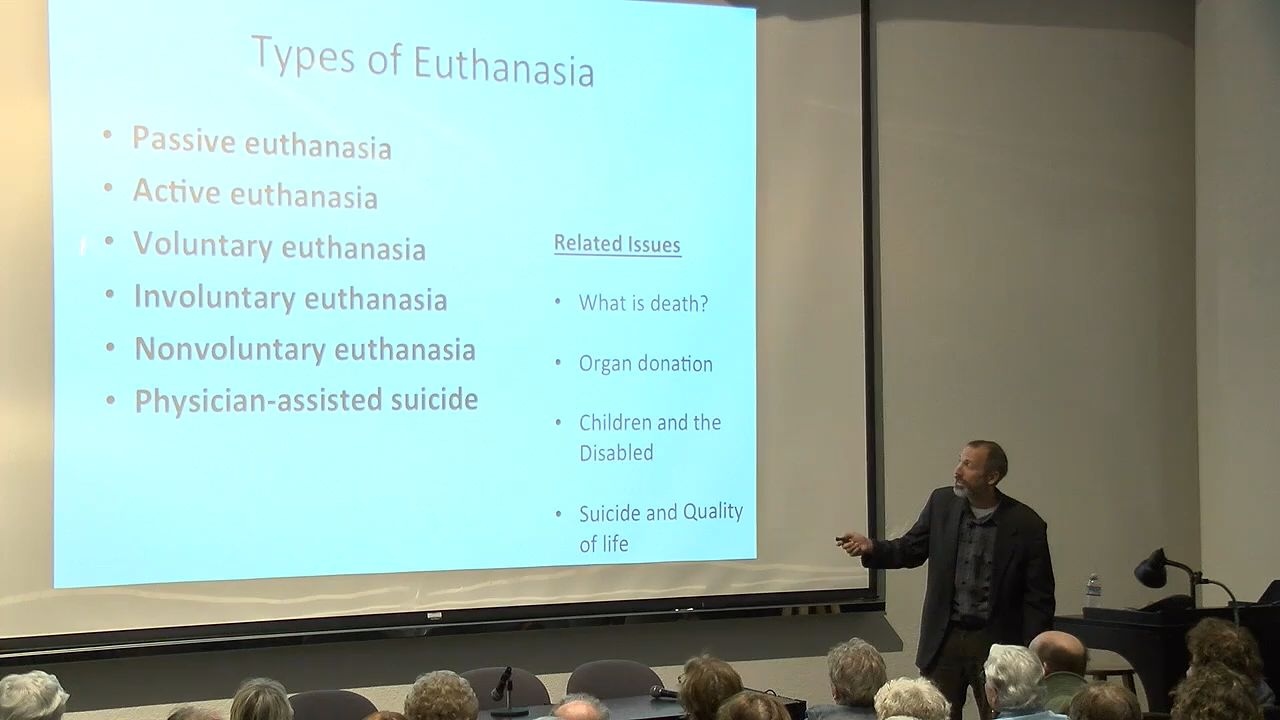 Types of Euthanasia
• Passive euthanasia
• Active euthanasia
• Voluntary euthanasia
• Involuntary euthanasia
• Nonvoluntary euthanasia
• Physician-assisted suicide
Related Issues
• What is death?
• Organ donation
• Children and the
Disabled
• Suicide and Quality
of life